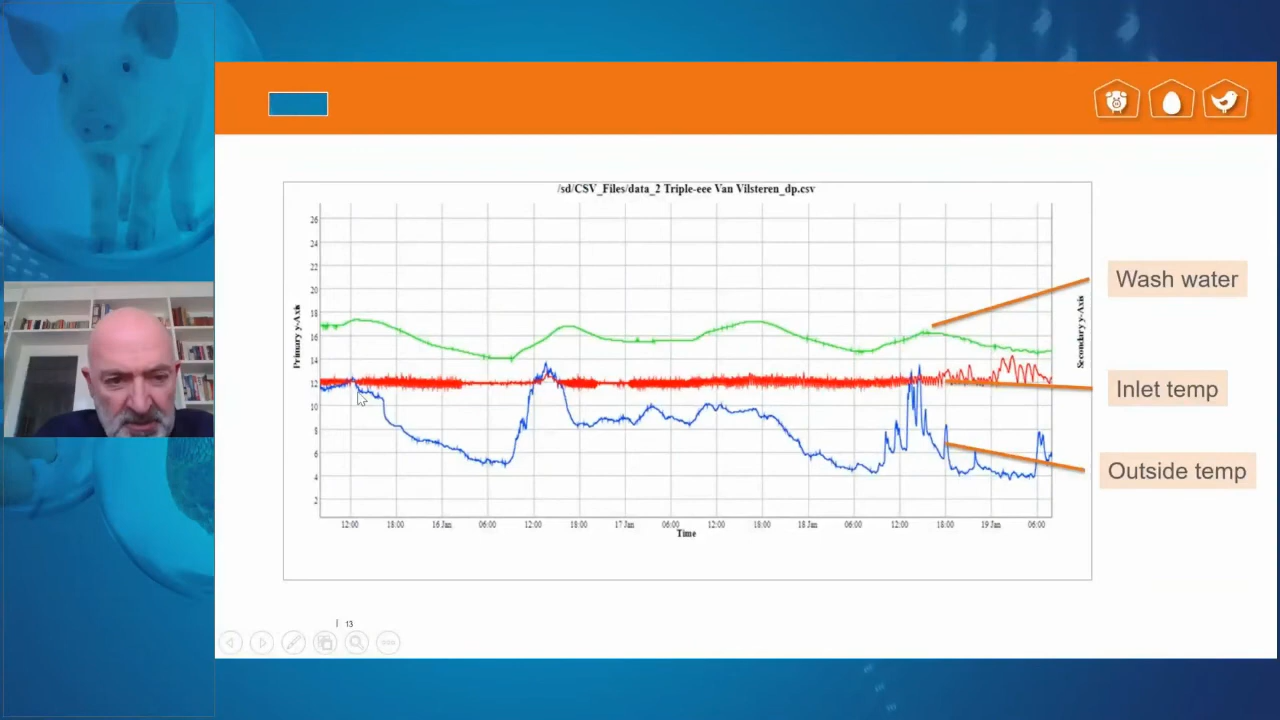 /sd/CSV_Files/data_2 Triple-eee Van Vilsteren_dp.csv
26
24
22
20
18
16
14
12
10
8
6
4
2
Primary y-Axis
Secondary y-Axis
Wash water
Inlet temp
Outside temp
12:00 18:00 16 Jan 06:00 12:00 18:00 17 Jan 06:00 12:00 18:00 18 Jan 06:00 12:00 18:00 19 Jan 06:00
Time
| 13